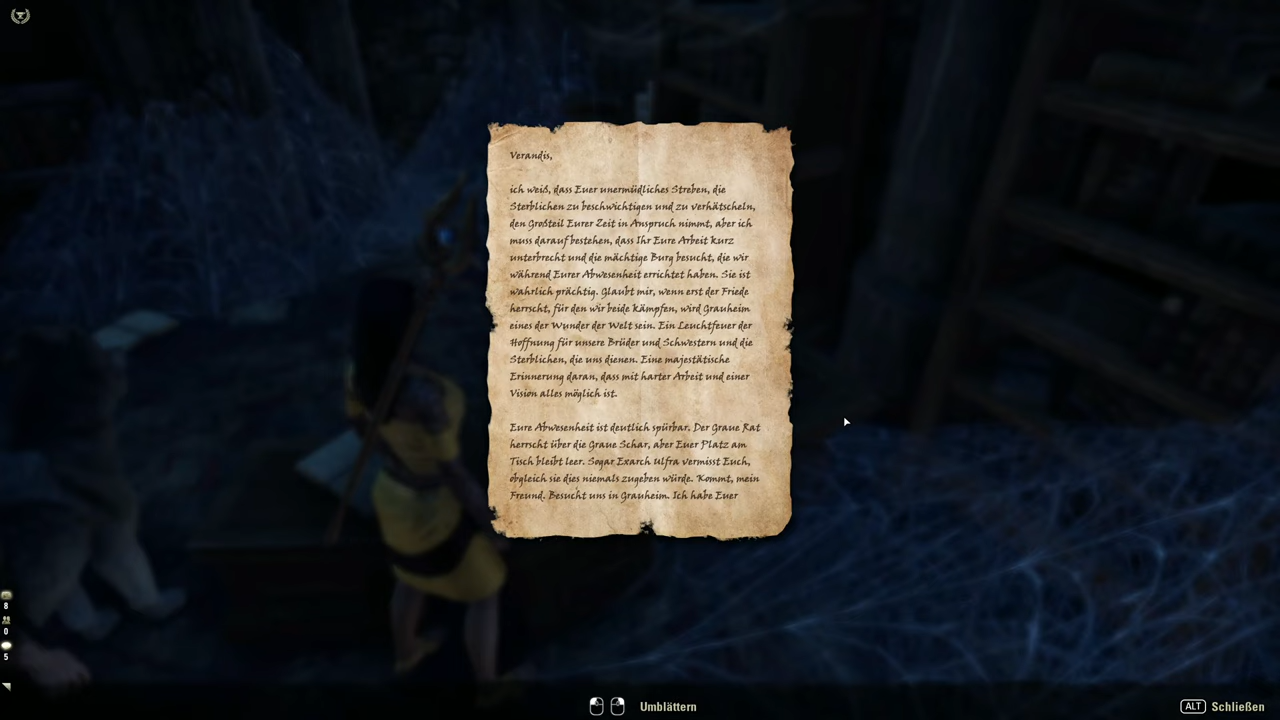 Verandis,
ich weiß, dass Euer unermüdliches Streben, die
Sterblichen zu beschwichtigen und zu verhätscheln,
den Großteil Eurer Zeit in Anspruch nimmt, aber ich
muss darauf bestehen, dass Ihr Eure Arbeit kurz
unterbrecht und die mächtige Burg besucht, die wir
während Eurer Abwesenheit errichtet haben. Sie ist
wahrlich prächtig. Glaubt mir, wenn erst der Friede
herrscht, für den wir beide kämpfen, wird Grauheim
eines der Wunder der Welt sein. Ein Leuchtfeuer der
Hoffnung für unsere Brüder und Schwestern und die
Sterblichen, die uns dienen. Eine majestätische
Erinnerung daran, dass mit harter Arbeit und einer
Vision alles möglich ist.
Eure Abwesenheit ist deutlich spürbar. Der Graue Rat
herrscht über die Graue Schar, aber Euer Platz am
Tisch bleibt leer. Sogar Exarch Ulfra vermisst Euch,
obgleich sie dies niemals zugeben würde. Kommt, mein
Freund. Besucht uns in Grauheim. Ich habe Euer
8
0
5
Umblättern
ALT Schließen